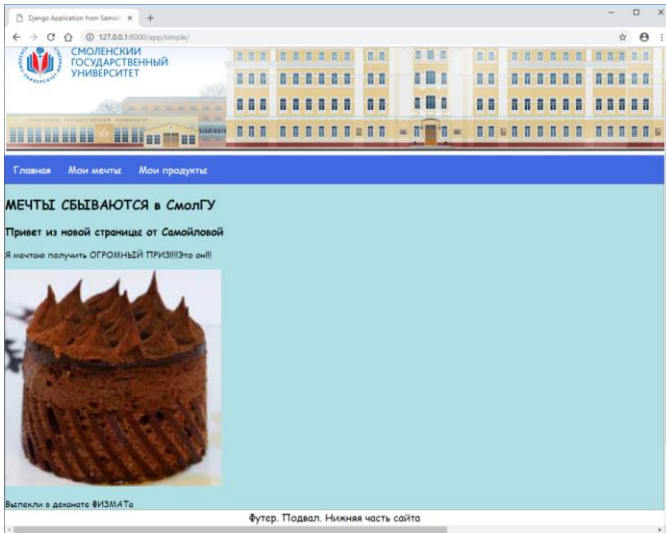 Django Application from Samoil
127.0.0.1:8000/app/simple/
СМОЛЕНСКИЙ
ГОСУДАРСТВЕННЫЙ
УНИВЕРСИТЕТ
Главная Мои мечты Мои продукты
МЕЧТЫ СБЫВАЮТСЯ в СмолГУ
Привет из новой страницы от Самойловой
Я мечтаю получить ОГРОМНЫЙ ПРИЗ!!!!Это он!!!
Выпекли в деканате ФИЗМАТа
Футер. Подвал. Нижняя часть сайта